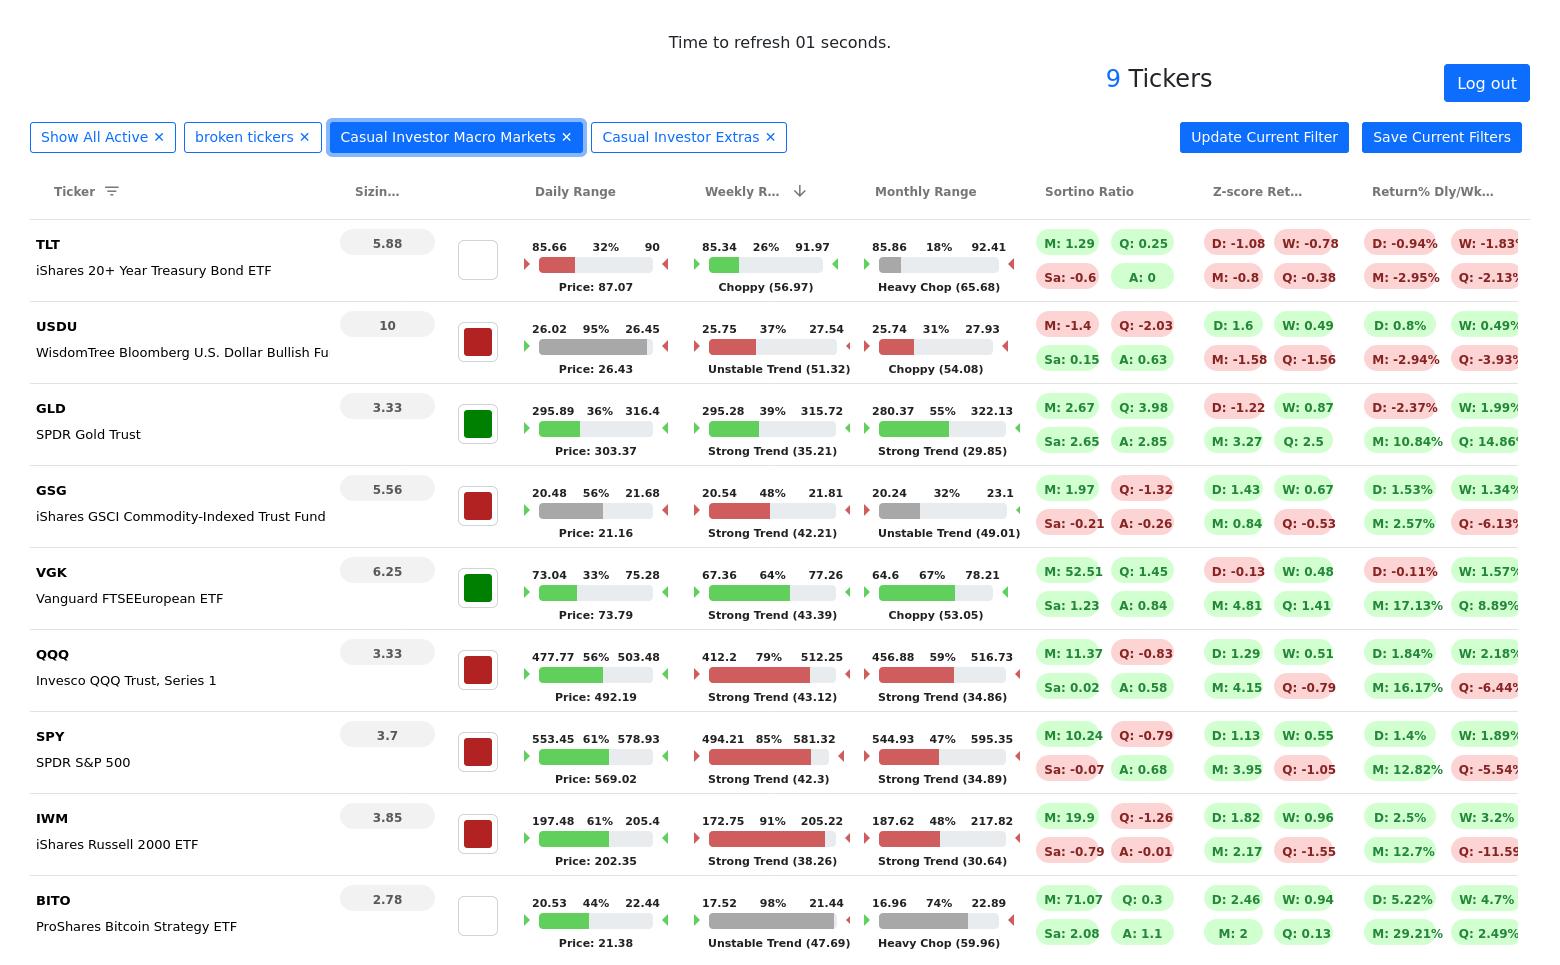 Time to refresh 01 seconds.
9 Tickers
Log out
Show All Active ✕ broken tickers ✕ Casual Investor Macro Markets ✕ Casual Investor Extras ✕ Update Current Filter Save Current Filters
Ticker Sizin… Daily Range Weekly R… Monthly Range Sortino Ratio Z-score Ret… Return% Dly/Wk…
TLT 5.88
iShares 20+ Year Treasury Bond ETF
85.66 32% 90 85.34 26% 91.97 85.86 18% 92.41
Price: 87.07 Choppy (56.97) Heavy Chop (65.68)
M: 1.29 Q: 0.25 D: -1.08 W: -0.78 D: -0.94% W: -1.83%
Sa: -0.6 A: 0 M: -0.8 Q: -0.38 M: -2.95% Q: -2.13%
USDU 10
WisdomTree Bloomberg U.S. Dollar Bullish Fu
26.02 95% 26.45 25.75 37% 27.54 25.74 31% 27.93
Price: 26.43 Unstable Trend (51.32) Choppy (54.08)
M: -1.4 Q: -2.03 D: 1.6 W: 0.49 D: 0.8% W: 0.49%
Sa: 0.15 A: 0.63 M: -1.58 Q: -1.56 M: -2.94% Q: -3.93%
GLD 3.33
SPDR Gold Trust
295.89 36% 316.4 295.28 39% 315.72 280.37 55% 322.13
Price: 303.37 Strong Trend (35.21) Strong Trend (29.85)
M: 2.67 Q: 3.98 D: -1.22 W: 0.87 D: -2.37% W: 1.99%
Sa: 2.65 A: 2.85 M: 3.27 Q: 2.5 M: 10.84% Q: 14.86%
GSG 5.56
iShares GSCI Commodity-Indexed Trust Fund
20.48 56% 21.68 20.54 48% 21.81 20.24 32% 23.1
Price: 21.16 Strong Trend (42.21) Unstable Trend (49.01)
M: 1.97 Q: -1.32 D: 1.43 W: 0.67 D: 1.53% W: 1.34%
Sa: -0.21 A: -0.26 M: 0.84 Q: -0.53 M: 2.57% Q: -6.13%
VGK 6.25
Vanguard FTSEEuropean ETF
73.04 33% 75.28 67.36 64% 77.26 64.6 67% 78.21
Price: 73.79 Strong Trend (43.39) Choppy (53.05)
M: 52.51 Q: 1.45 D: -0.13 W: 0.48 D: -0.11% W: 1.57%
Sa: 1.23 A: 0.84 M: 4.81 Q: 1.41 M: 17.13% Q: 8.89%
QQQ 3.33
Invesco QQQ Trust, Series 1
477.77 56% 503.48 412.2 79% 512.25 456.88 59% 516.73
Price: 492.19 Strong Trend (43.12) Strong Trend (34.86)
M: 11.37 Q: -0.83 D: 1.29 W: 0.51 D: 1.84% W: 2.18%
Sa: 0.02 A: 0.58 M: 4.15 Q: -0.79 M: 16.17% Q: -6.44%
SPY 3.7
SPDR S&P 500
553.45 61% 578.93 494.21 85% 581.32 544.93 47% 595.35
Price: 569.02 Strong Trend (42.3) Strong Trend (34.89)
M: 10.24 Q: -0.79 D: 1.13 W: 0.55 D: 1.4% W: 1.89%
Sa: -0.07 A: 0.68 M: 3.95 Q: -1.05 M: 12.82% Q: -5.54%
IWM 3.85
iShares Russell 2000 ETF
197.48 61% 205.4 172.75 91% 205.22 187.62 48% 217.82
Price: 202.35 Strong Trend (38.26) Strong Trend (30.64)
M: 19.9 Q: -1.26 D: 1.82 W: 0.96 D: 2.5% W: 3.2%
Sa: -0.79 A: -0.01 M: 2.17 Q: -1.55 M: 12.7% Q: -11.59
BITO 2.78
ProShares Bitcoin Strategy ETF
20.53 44% 22.44 17.52 98% 21.44 16.96 74% 22.89
Price: 21.38 Unstable Trend (47.69) Heavy Chop (59.96)
M: 71.07 Q: 0.3 D: 2.46 W: 0.94 D: 5.22% W: 4.7%
Sa: 2.08 A: 1.1 M: 2 Q: 0.13 M: 29.21% Q: 2.49%